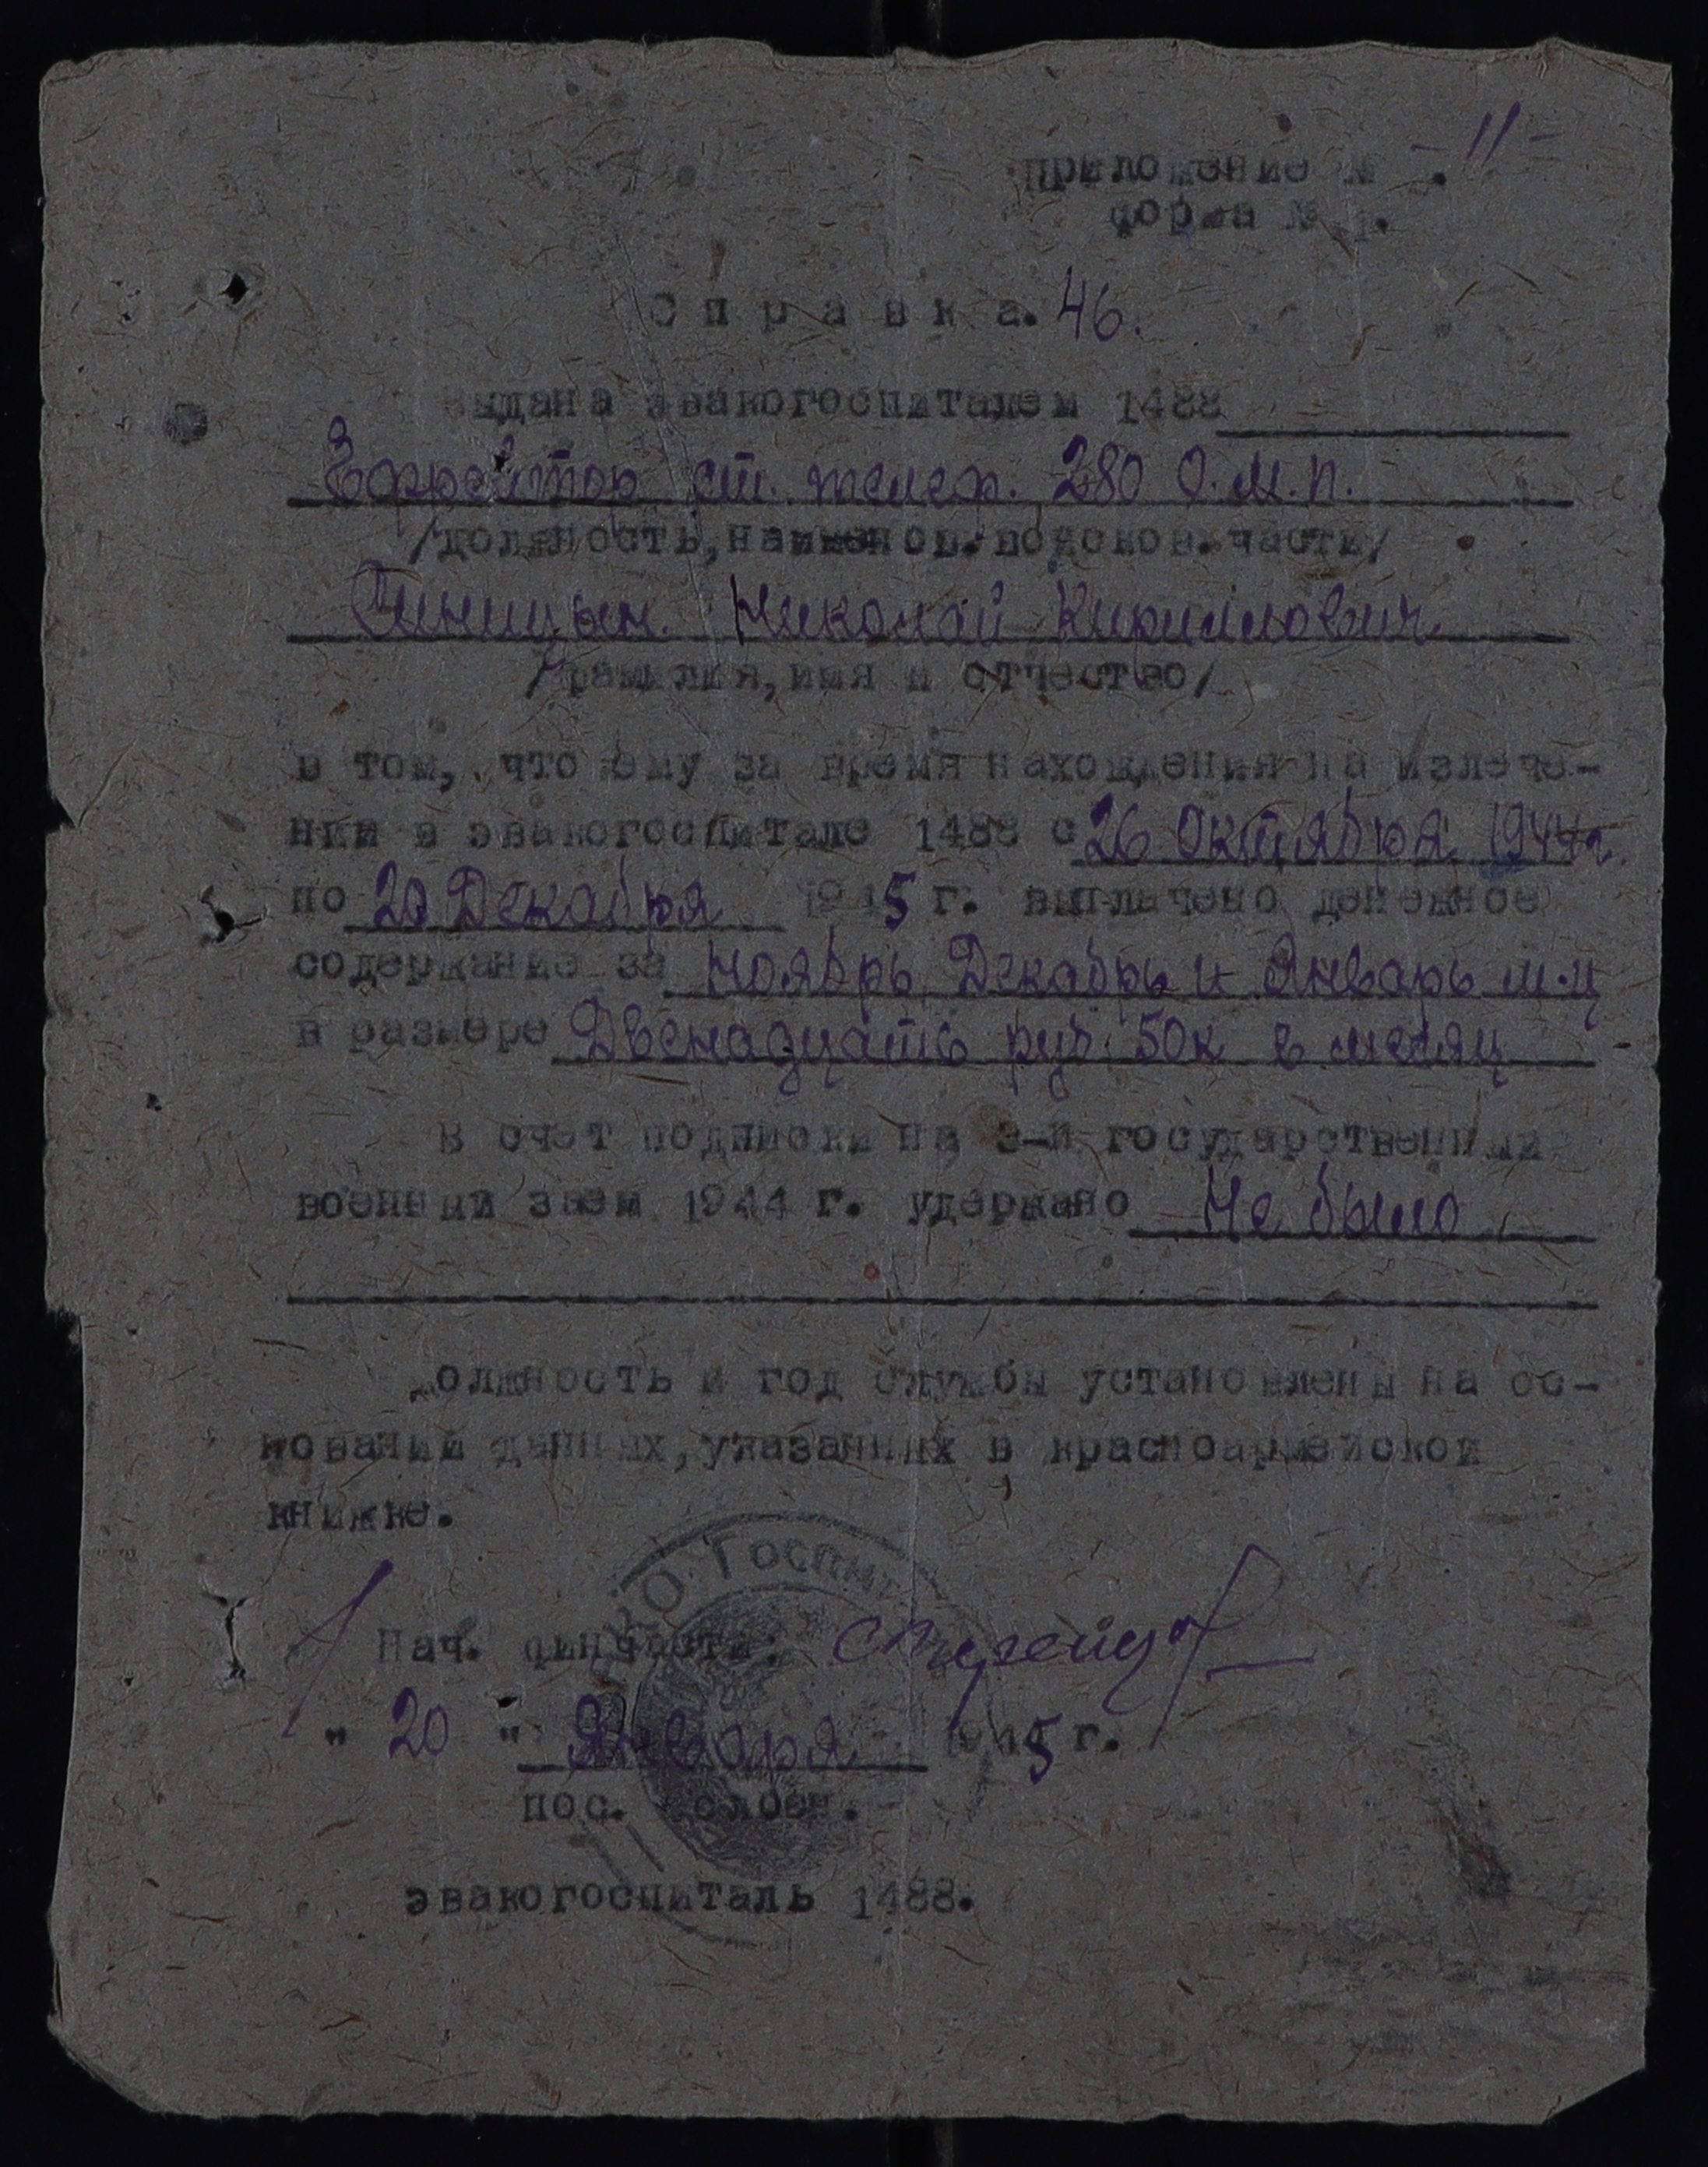 -11-
Приложение №
Форма № 1.
Справка. 46.
Выдана эвакогоспиталем 1488
Ефрейтор ст. телеф. 280 О.М.П.
/должность, наименов. войсков. части/
Синицын Николай Кириллович
/фамилия, имя и отчество/
в том, что ему за время нахождения на излече-
нии в эвакогоспитале 1488 с 26 Октября 1944 г.
по 20 Декабря 1945 г. выплачено денежное
содержание за Ноябрь, Декабрь и Январь м-ц
в размере Двенадцать руб. 50к в месяц
В счет подписки на 3-й государственный
военный заем 1944 г. удержано Не было
Должность и год службы установлены на ос-
новании данных, указанных в красноармейской
книжке.
Нач. финчасти:
" 20 " Января 1945 г.
пос.
эвакогоспиталь 1488.
Госпит